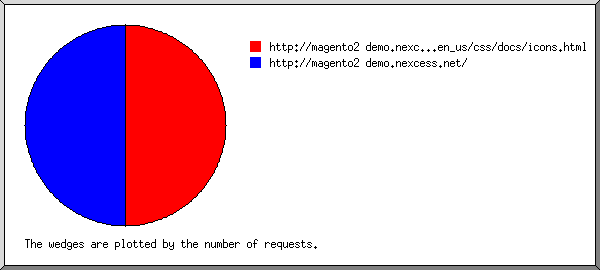 http://magento2 demo.nexc...en_us/css/docs/icons.html
http://magento2 demo.nexcess.net/
The wedges are plotted by the number of requests.